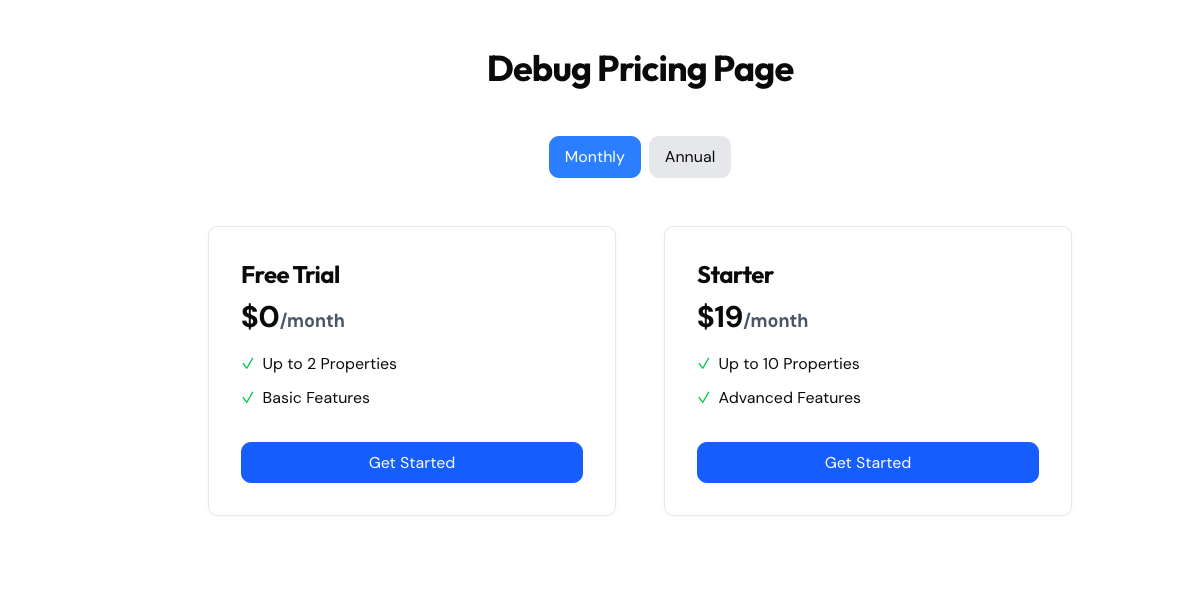 Debug Pricing Page
Monthly
Annual
Free Trial
$0/month
✓ Up to 2 Properties
✓ Basic Features
Get Started
Starter
$19/month
✓ Up to 10 Properties
✓ Advanced Features
Get Started